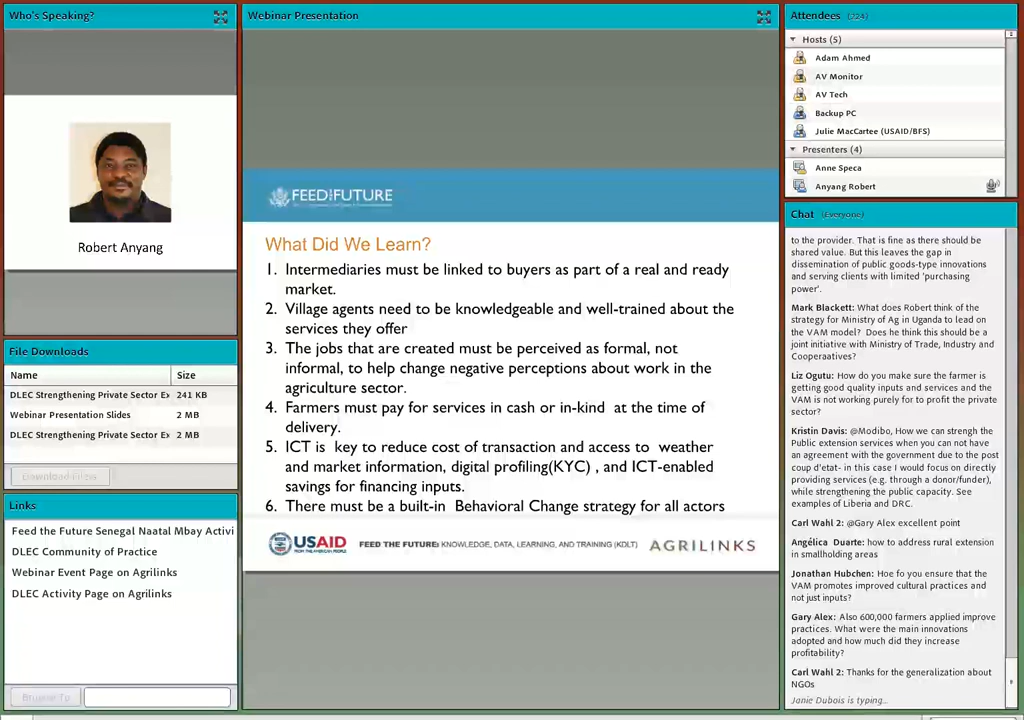 Who's Speaking?
Robert Anyang
File Downloads
Name Size
DLEC Strengthening Private Sector Ex 241 KB
Webinar Presentation Slides 2 MB
DLEC Strengthening Private Sector Ex 2 MB
Download File(s)
Links
Feed the Future Senegal Naatal Mbay Activi
DLEC Community of Practice
Webinar Event Page on Agrilinks
DLEC Activity Page on Agrilinks
Browse To
Webinar Presentation
FEED THE FUTURE
What Did We Learn?
1. Intermediaries must be linked to buyers as part of a real and ready
market.
2. Village agents need to be knowledgeable and well-trained about the
services they offer
3. The jobs that are created must be perceived as formal, not
informal, to help change negative perceptions about work in the
agriculture sector.
4. Farmers must pay for services in cash or in-kind at the time of
delivery.
5. ICT is key to reduce cost of transaction and access to weather
and market information, digital profiling(KYC) , and ICT-enabled
savings for financing inputs.
6. There must be a built-in Behavioral Change strategy for all actors
USAID
FROM THE AMERICAN PEOPLE
FEED THE FUTURE: KNOWLEDGE, DATA, LEARNING, AND TRAINING (KDLT)
AGRILINKS
Attendees (224)
Hosts (5)
Adam Ahmed
AV Monitor
AV Tech
Backup PC
Julie MacCartee (USAID/BFS)
Presenters (4)
Anne Speca
Anyang Robert
Chat (Everyone)
to the provider. That is fine as there should be
shared value. But this leaves the gap in
dissemination of public goods-type innovations
and serving clients with limited 'purchasing
power'.
Mark Blackett: What does Robert think of the
strategy for Ministry of Ag in Uganda to lead on
the VAM model? Does he think this should be a
joint initiative with Ministry of Trade, Industry and
Cooperaatives?
Liz Ogutu: How do you make sure the farmer is
getting good quality inputs and services and the
VAM is not working purely for to profit the private
sector?
Kristin Davis: @Modibo, How we can strengh the
Public extension services when you can not have
an agreement with the government due to the post
coup d'etat- in this case I would focus on directly
providing services (e.g. through a donor/funder),
while strengthening the public capacity. See
examples of Liberia and DRC.
Carl Wahl 2: @Gary Alex excellent point
Angélica Duarte: how to address rural extension
in smallholding areas
Jonathan Hubchen: Hoe fo you ensure that the
VAM promotes improved cultural practices and
not just inputs?
Gary Alex: Also 600,000 farmers applied improve
practices. What were the main innovations
adopted and how much did they increase
profitability?
Carl Wahl 2: Thanks for the generalization about
NGOs
Janie Dubois is typing...